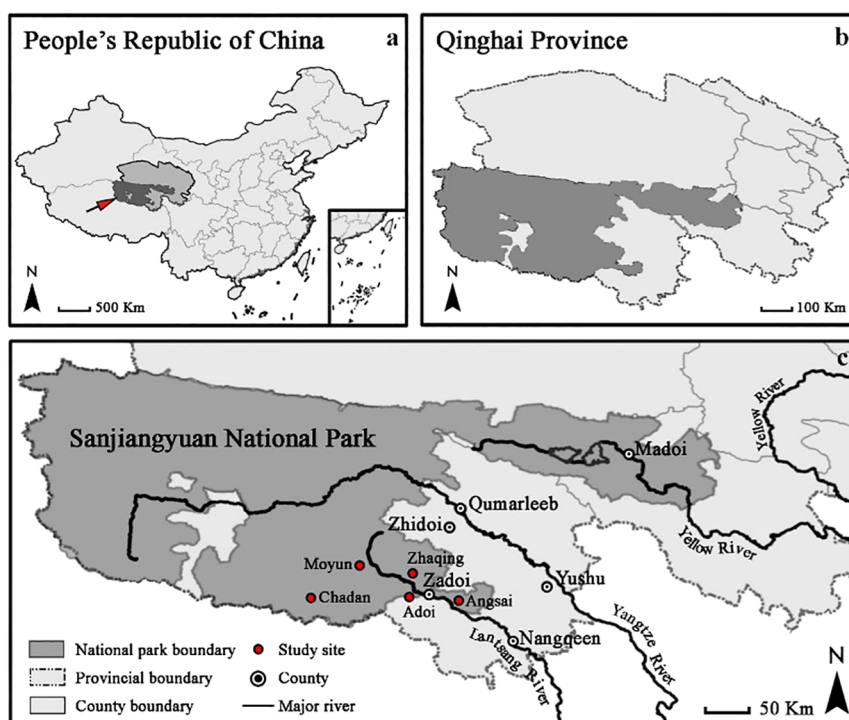 People's Republic of China
a
N
500 Km
Qinghai Province
b
N
100 Km
c
Sanjiangyuan National Park
Yellow River
Madoi
Qumarleeb
Zhidoi
Yellow River
Moyun
Zhaqing
Zadoi
Yushu
Chadan
Adoi
Angsai
Nangqeen
Lantsang River
Yangtze River
National park boundary
Study site
Provincial boundary
County
County boundary
Major river
N
50 Km